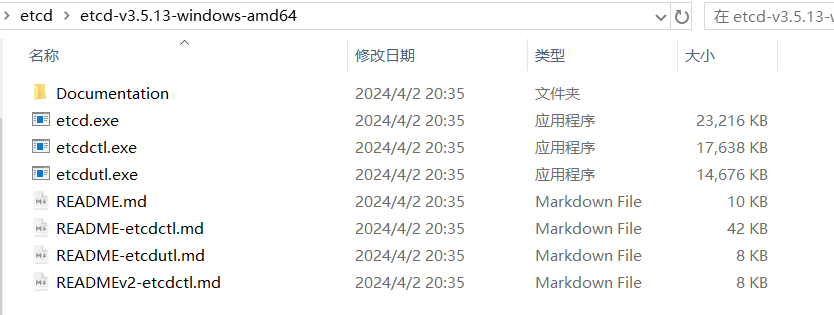 etcd > etcd-v3.5.13-windows-amd64 在 etcd-v3.5.13-w
名称 修改日期 类型 大小
Documentation 2024/4/2 20:35 文件夹
etcd.exe 2024/4/2 20:35 应用程序 23,216 KB
etcdctl.exe 2024/4/2 20:35 应用程序 17,638 KB
etcdutl.exe 2024/4/2 20:35 应用程序 14,676 KB
README.md 2024/4/2 20:35 Markdown File 10 KB
README-etcdctl.md 2024/4/2 20:35 Markdown File 42 KB
README-etcdutl.md 2024/4/2 20:35 Markdown File 8 KB
READMEv2-etcdctl.md 2024/4/2 20:35 Markdown File 8 KB